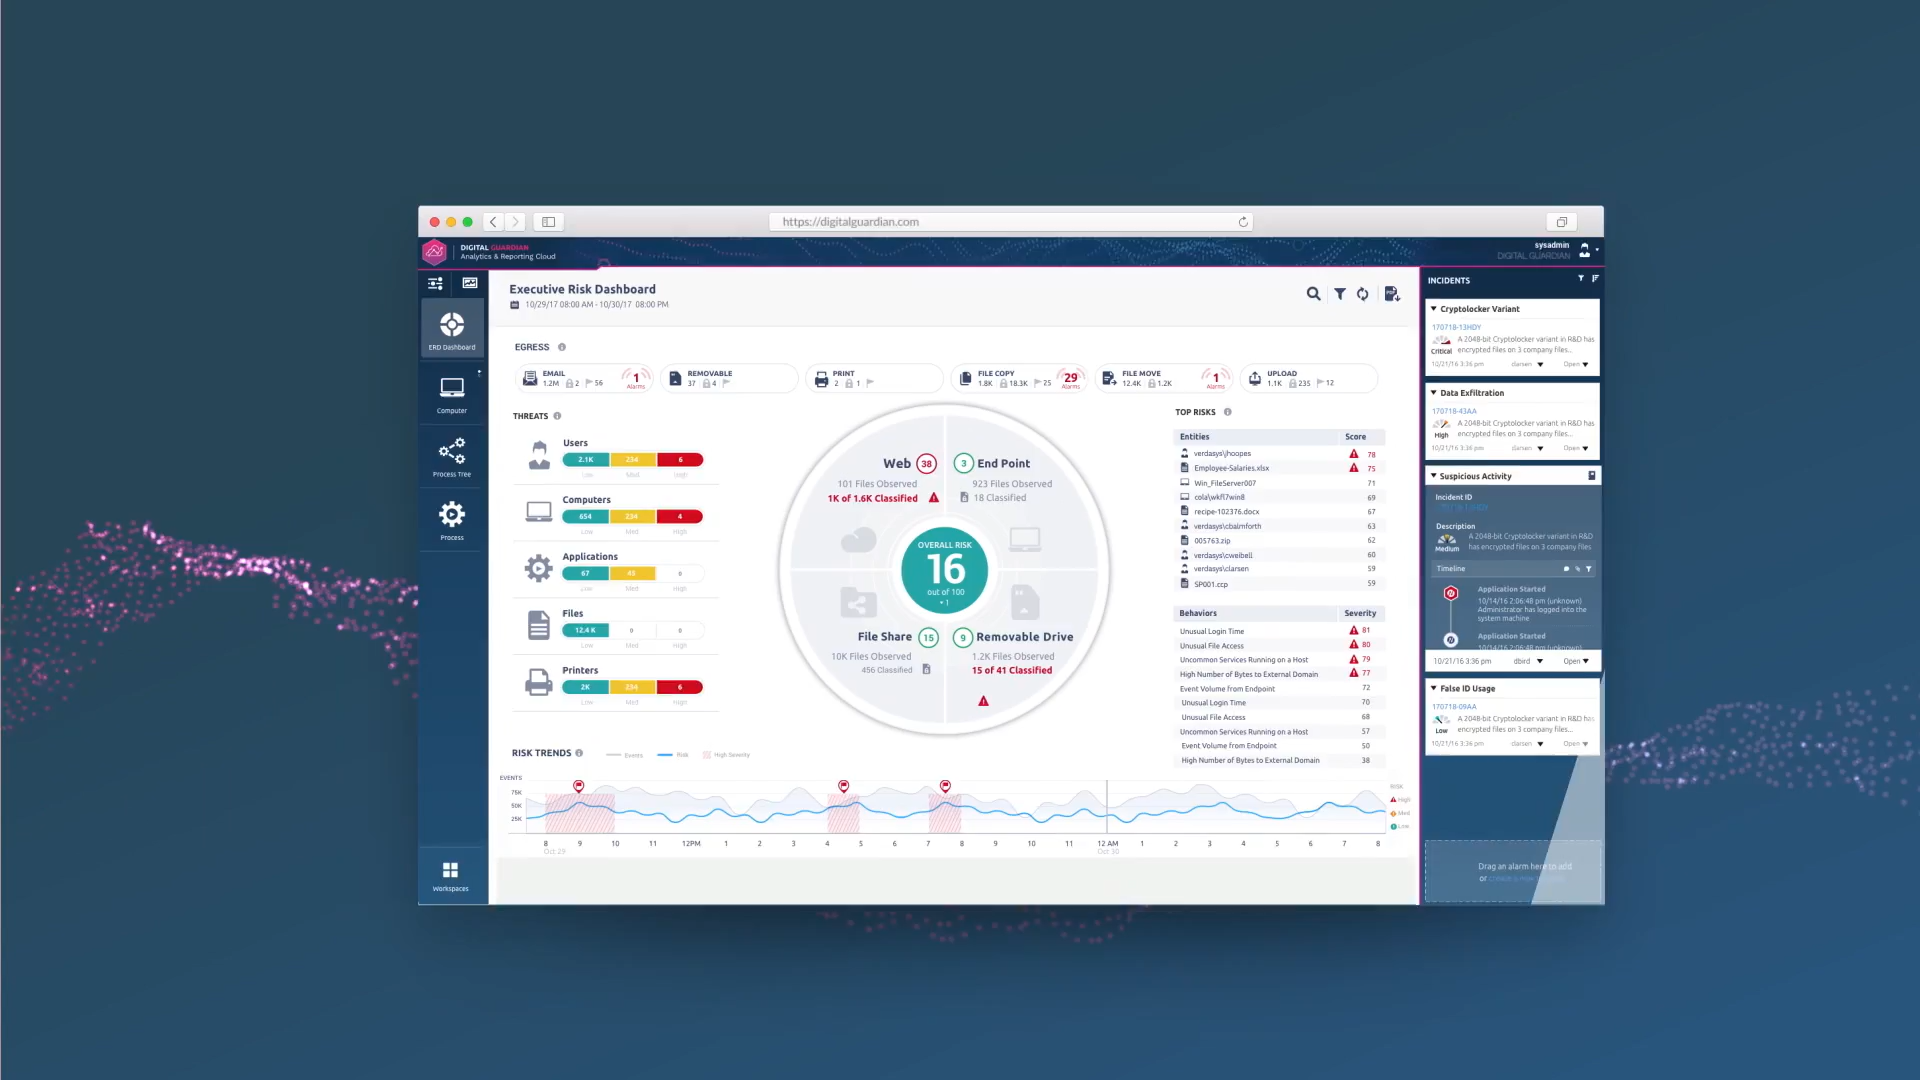 https://digitalguardian.com
DIGITAL GUARDIAN
Analytics & Reporting Cloud
sysadmin
DIGITAL GUARDIAN
ERD Dashboard
Computer
Process Tree
Process
Workspaces
Executive Risk Dashboard
10/29/17 08:00 AM - 10/30/17 08:00 PM
EGRESS
EMAIL
1.2M 2 56
1
Alarms
REMOVABLE
37 4
PRINT
2 1
FILE COPY
1.8K 18.3K 25
29
Alarms
FILE MOVE
12.4K 1.2K
1
Alarms
UPLOAD
1.1K 235 12
THREATS
Users
2.1K 234 6
Low Med High
Computers
654 234 4
Low Med High
Applications
67 43 0
Low Med High
Files
12.4 K 0 0
Low Med High
Printers
2K 234 6
Low Med High
Web 38
101 Files Observed
1K of 1.6K Classified
3 End Point
923 Files Observed
18 Classified
OVERALL RISK
16
out of 100
1
File Share 15
10K Files Observed
456 Classified
9 Removable Drive
1.2K Files Observed
15 of 41 Classified
TOP RISKS
Entities Score
verdasys\jhoopes 78
Employee-Salaries.xlsx 75
Win_FileServer007 71
cola\wkfl7win8 69
recipe-102376.docx 67
verdasys\cbalmforth 63
005763.zip 62
verdasys\cweibell 60
verdasys\clarsen 59
SP001.ccp 59
Behaviors Severity
Unusual Login Time 81
Unusual File Access 80
Uncommon Services Running on a Host 79
High Number of Bytes to External Domain 77
Event Volume from Endpoint 72
Unusual Login Time 70
Unusual File Access 68
Uncommon Services Running on a Host 57
Event Volume from Endpoint 50
High Number of Bytes to External Domain 38
RISK TRENDS
Events Risk High Severity
EVENTS
75K
50K
25K
8 9 10 11 12PM 1 2 3 4 5 6 7 8 9 10 11 12 AM 1 2 3 4 5 6 7 8
Oct 29 Oct 30
RISK
High
Med
Low
INCIDENTS
Cryptolocker Variant
170718-13HDY
Critical
A 2048-bit Cryptolocker variant in R&D has
encrypted files on 3 company files...
10/21/16 3:36 pm dlarsen Open
Data Exfiltration
170718-43AA
High
A 2048-bit Cryptolocker variant in R&D has
encrypted files on 3 company files...
10/21/16 3:36 pm dlarsen Open
Suspicious Activity
Incident ID
Description
Medium
A 2048-bit Cryptolocker variant in R&D
has encrypted files on 3 company files
Timeline
Application Started
10/14/16 2:06:48 pm (unknown)
Administrator has logged into the
system machine
Application Started
10/14/16 2:06:48 pm (unknown)
10/21/16 3:36 pm dbird Open
False ID Usage
170718-09AA
Low
A 2048-bit Cryptolocker variant in R&D has
encrypted files on 3 company files...
10/21/16 3:36 pm dlarsen Open
Drag an alarm here to add
or